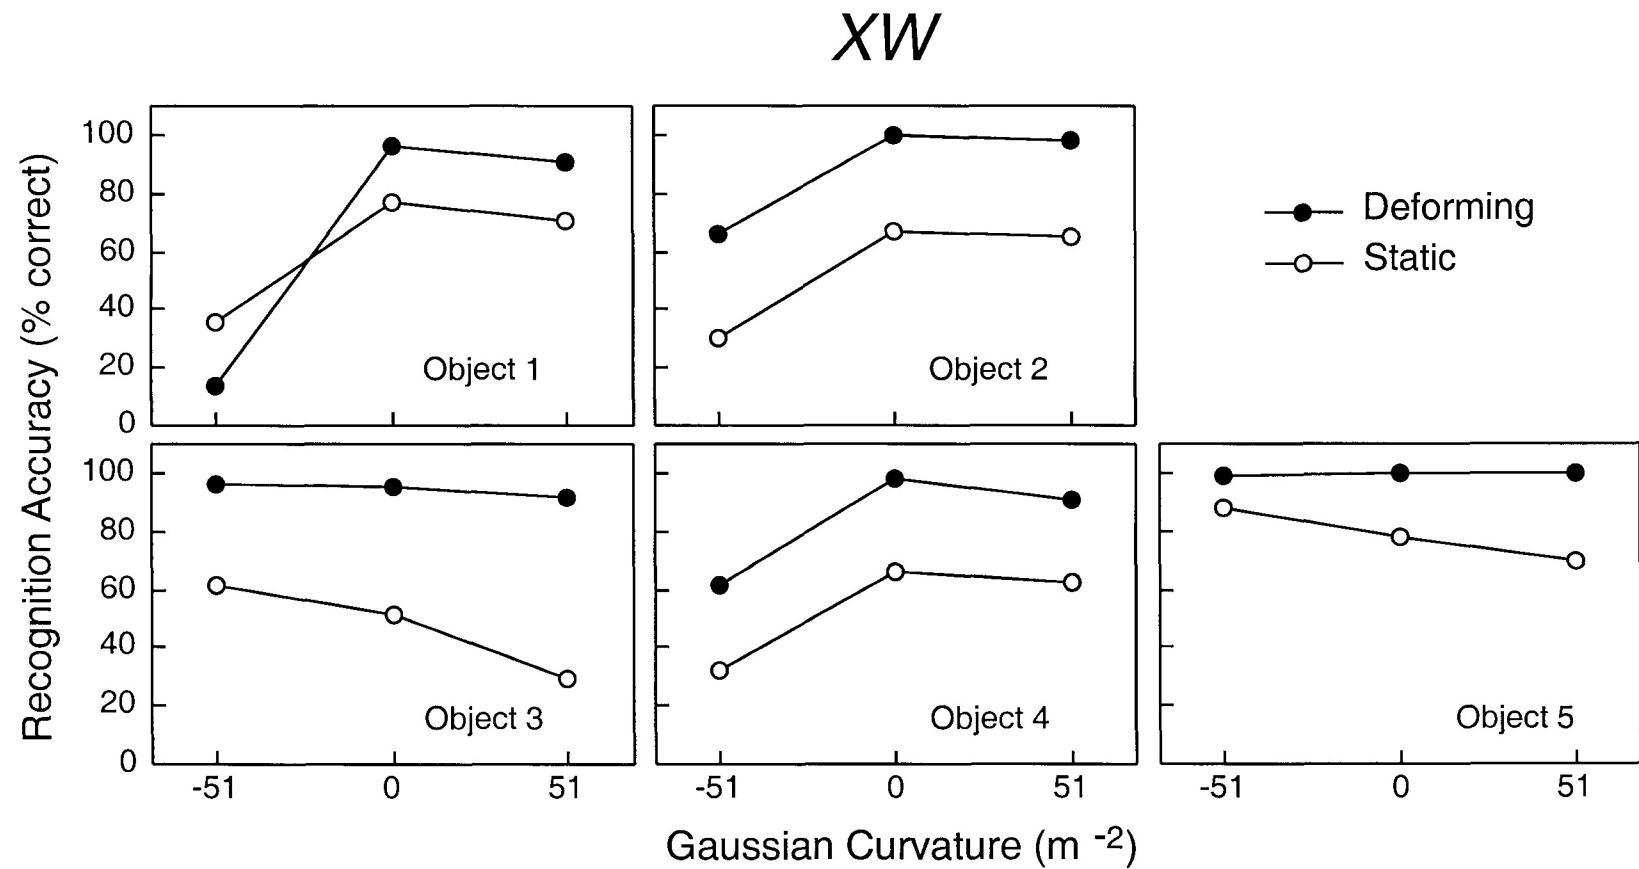 XW
Recognition Accuracy (% correct)
100
80
60
40
20
0
Object 1
Object 2
Deforming
Static
100
80
60
40
20
0
Object 3
Object 4
Object 5
-51 0 51
-51 0 51
-51 0 51
Gaussian Curvature (m -2)